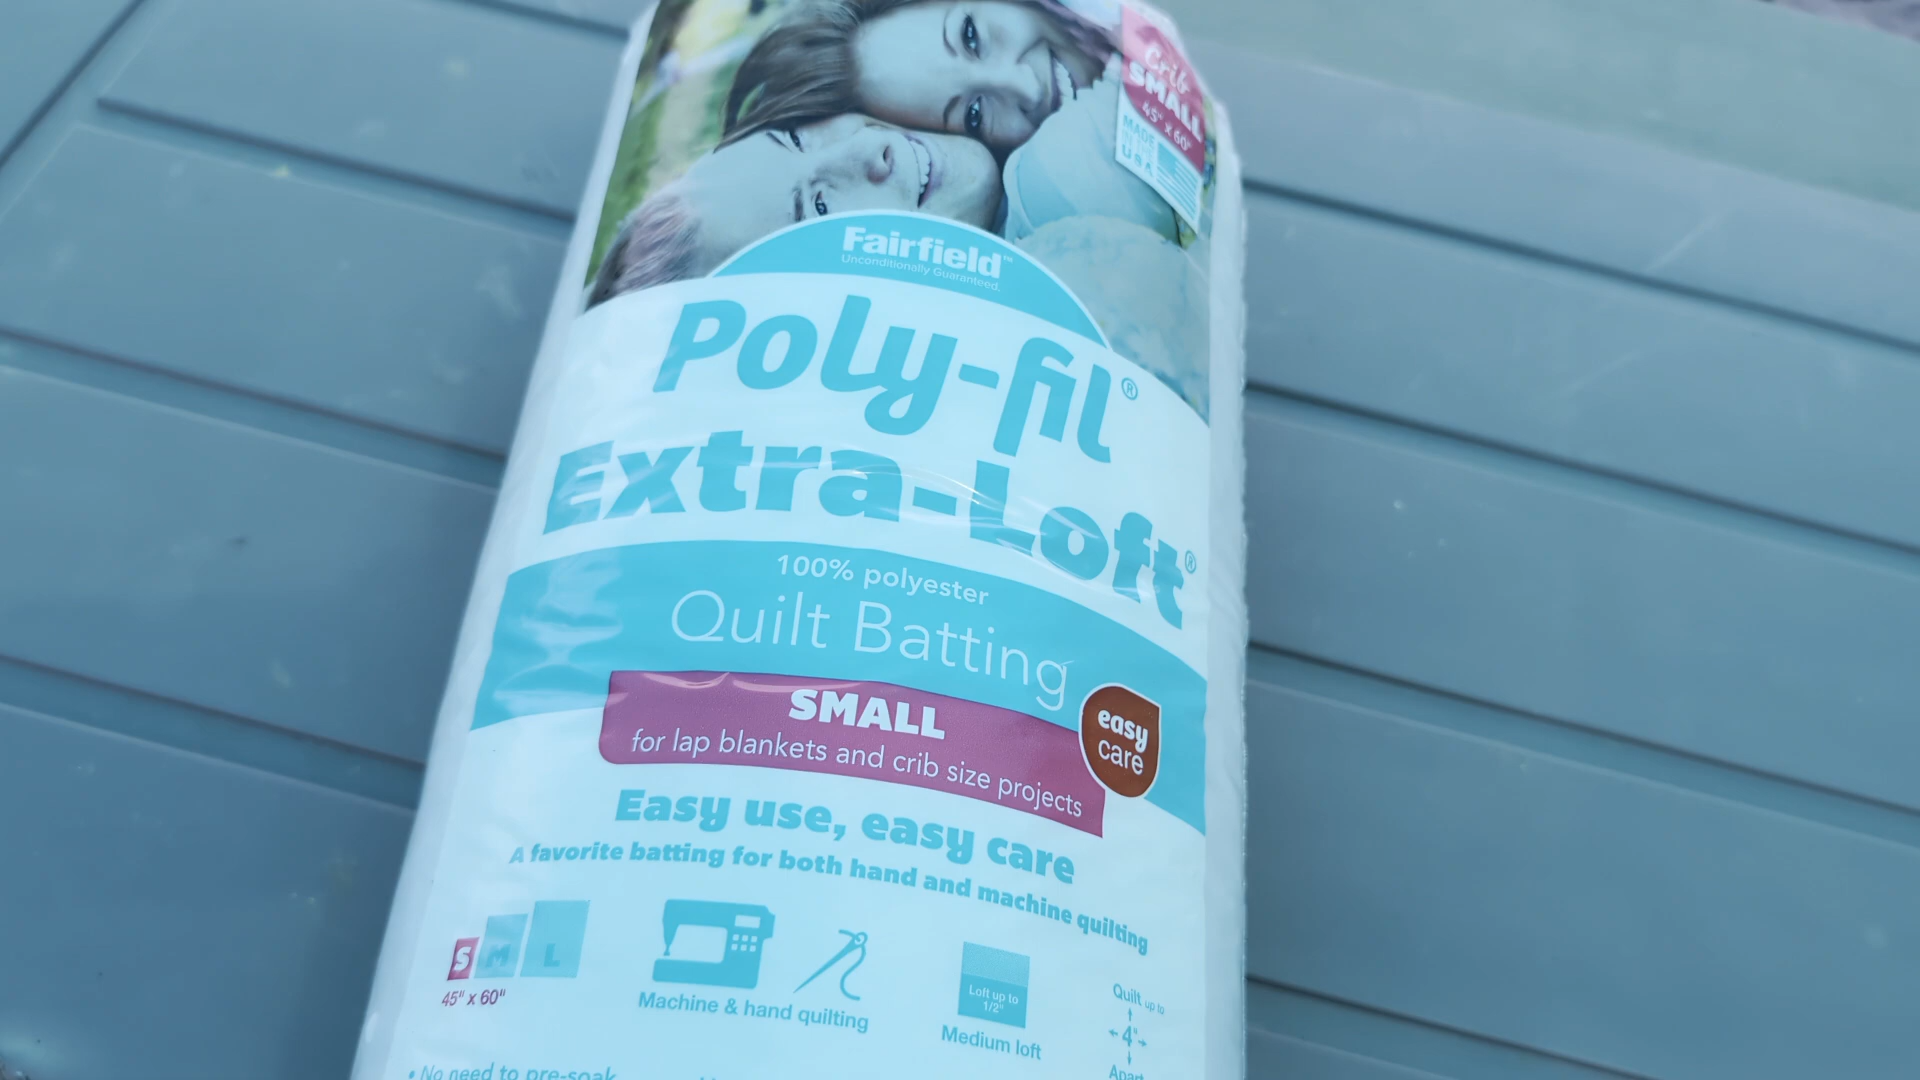 Crib
SMALL
45" x 60"
MADE
IN THE
USA
Fairfield™
Unconditionally Guaranteed.
Poly-fil®
Extra-Loft®
100% polyester
Quilt Batting
SMALL
for lap blankets and crib size projects
easy
care
Easy use, easy care
A favorite batting for both hand and machine quilting
S M L
45" x 60"
Machine & hand quilting
Loft up to
1/2"
Medium loft
Quilt up to
4"
Apart
• No need to pre-soak